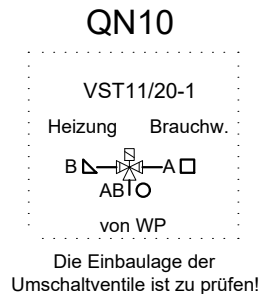 QN10
VST11/20-1
Heizung Brauchw.
B A
AB
von WP
Die Einbaulage der
Umschaltventile ist zu prüfen!